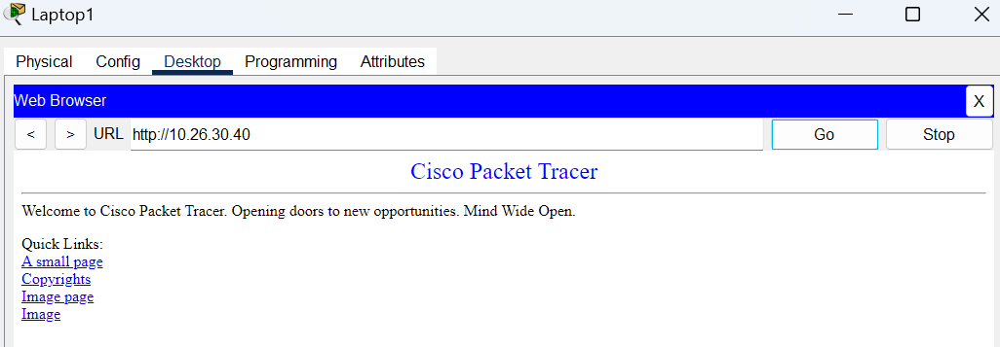 Laptop1
Physical Config Desktop Programming Attributes
Web Browser X
< > URL http://10.26.30.40 Go Stop
Cisco Packet Tracer
Welcome to Cisco Packet Tracer. Opening doors to new opportunities. Mind Wide Open.
Quick Links:
A small page
Copyrights
Image page
Image